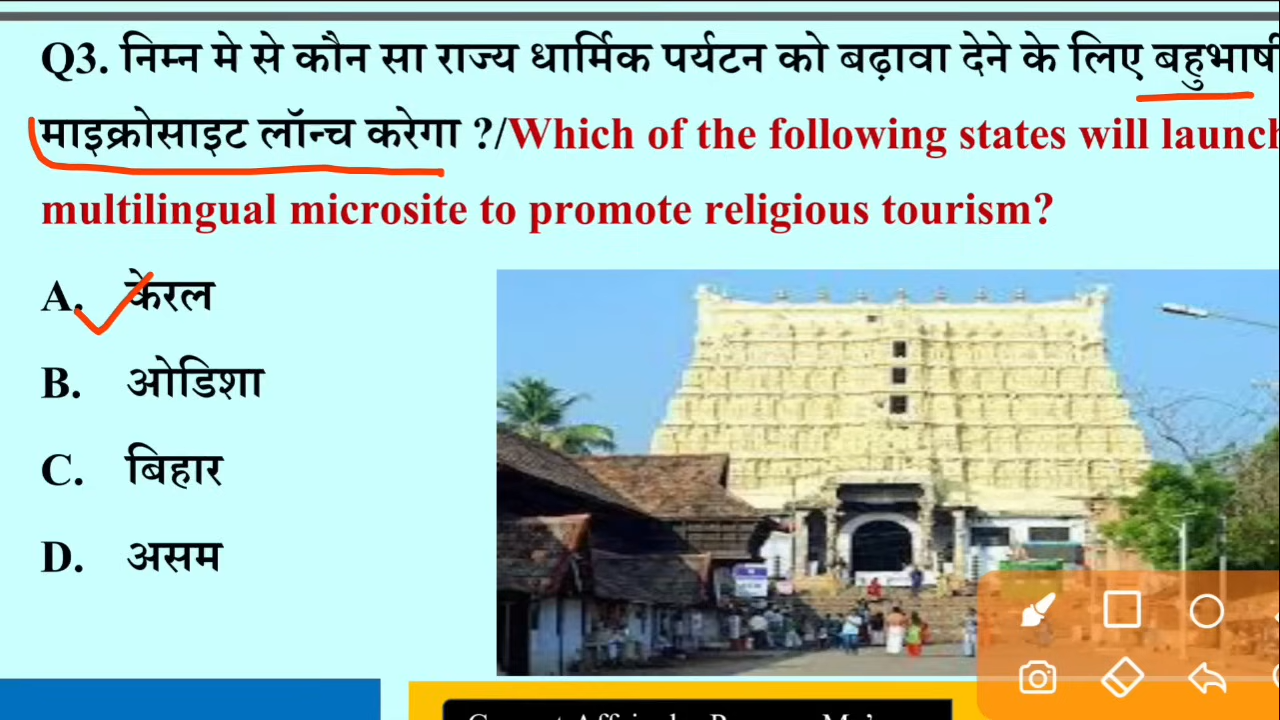 Q3. निम्न मे से कौन सा राज्य धार्मिक पर्यटन को बढ़ावा देने के लिए बहुभाषी
माइक्रोसाइट लॉन्च करेगा ?/Which of the following states will launch
multilingual microsite to promote religious tourism?
A. केरल
B. ओडिशा
C. बिहार
D. असम